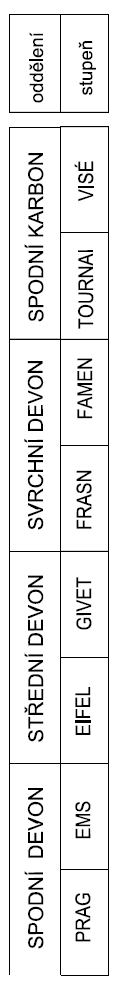 oddělení
stupeň
SPODNÍ KARBON
VISÉ
TOURNAI
SVRCHNÍ DEVON
FAMEN
FRASN
STŘEDNÍ DEVON
GIVET
EIFEL
SPODNÍ DEVON
EMS
PRAG